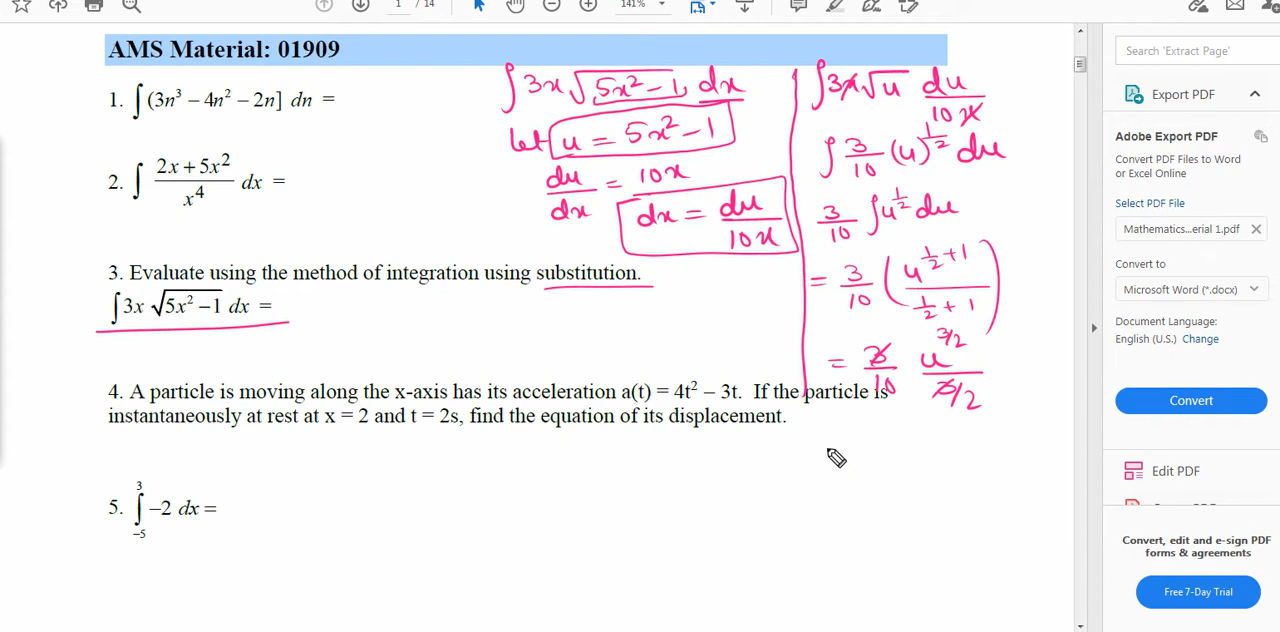 1 / 14
141%
AMS Material: 01909
1. ∫ (3n³ − 4n² − 2n] dn =
2. ∫ (2x + 5x²)/x⁴ dx =
3. Evaluate using the method of integration using substitution.
∫ 3x √(5x² − 1) dx =
4. A particle is moving along the x-axis has its acceleration a(t) = 4t² – 3t. If the particle is
instantaneously at rest at x = 2 and t = 2s, find the equation of its displacement.
5. ∫₋₅³ −2 dx =
∫ 3x √(5x² − 1) dx
let u = 5x² − 1
du/dx = 10x
dx = du/10x
∫ 3x √u du/10x
∫ 3/10 (u)^1/2 du
3/10 ∫ u^1/2 du
= 3/10 (u^(1/2 + 1)/(1/2 + 1))
= 3/10 u^3/2/(3/2)
Search 'Extract Page'
Export PDF
Adobe Export PDF
Convert PDF Files to Word
or Excel Online
Select PDF File
Mathematics...erial 1.pdf
Convert to
Microsoft Word (*.docx)
Document Language:
English (U.S.) Change
Convert
Edit PDF
Convert, edit and e-sign PDF
forms & agreements
Free 7-Day Trial